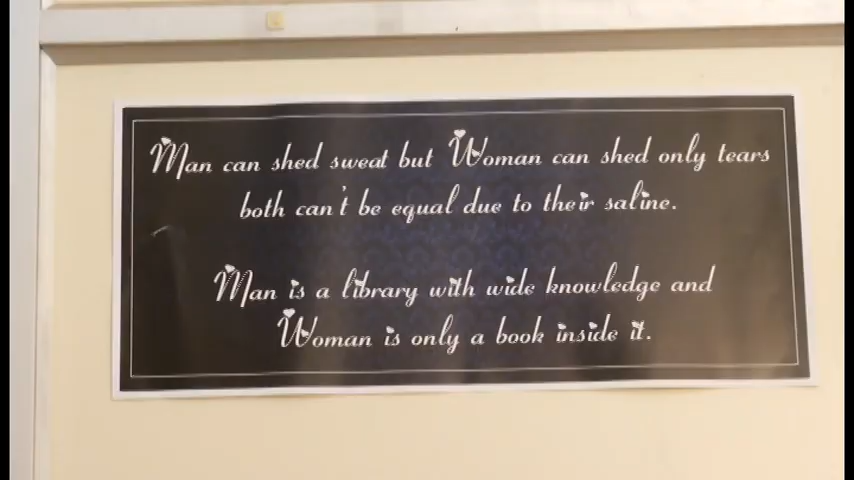 Man can shed sweat but Woman can shed only tears
both can't be equal due to their saline.
Man is a library with wide knowledge and
Woman is only a book inside it.